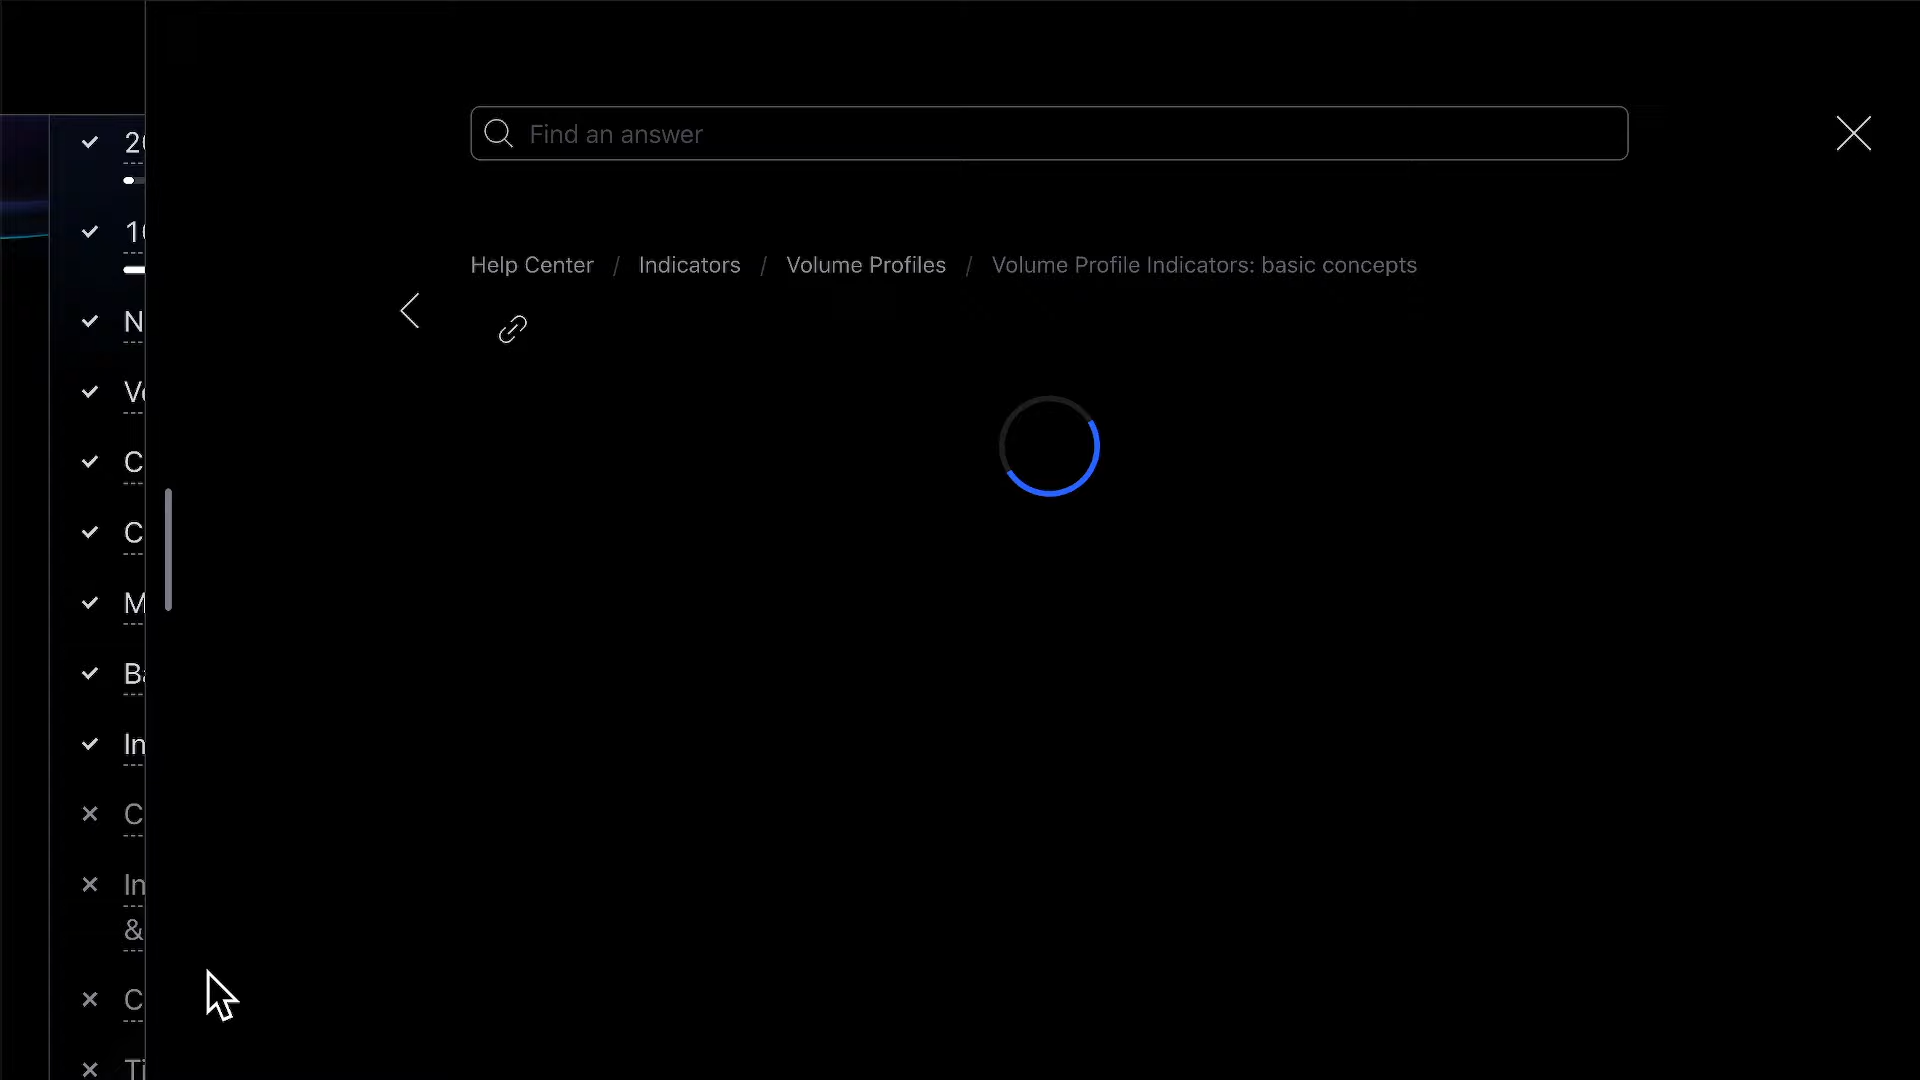 Find an answer
Help Center / Indicators / Volume Profiles / Volume Profile Indicators: basic concepts
&